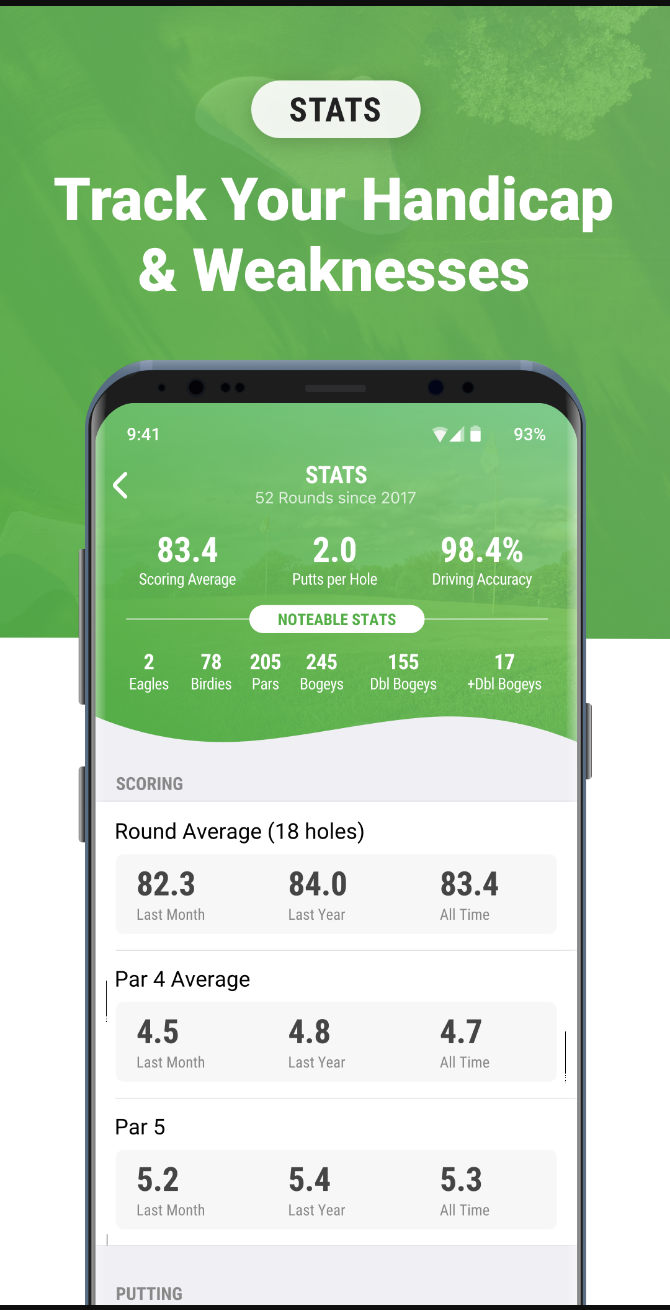 STATS
Track Your Handicap
& Weaknesses
9:41 93%
STATS
52 Rounds since 2017
83.4 2.0 98.4%
Scoring Average Putts per Hole Driving Accuracy
NOTEABLE STATS
2 78 205 245 155 17
Eagles Birdies Pars Bogeys Dbl Bogeys +Dbl Bogeys
SCORING
Round Average (18 holes)
82.3 84.0 83.4
Last Month Last Year All Time
Par 4 Average
4.5 4.8 4.7
Last Month Last Year All Time
Par 5
5.2 5.4 5.3
Last Month Last Year All Time
PUTTING